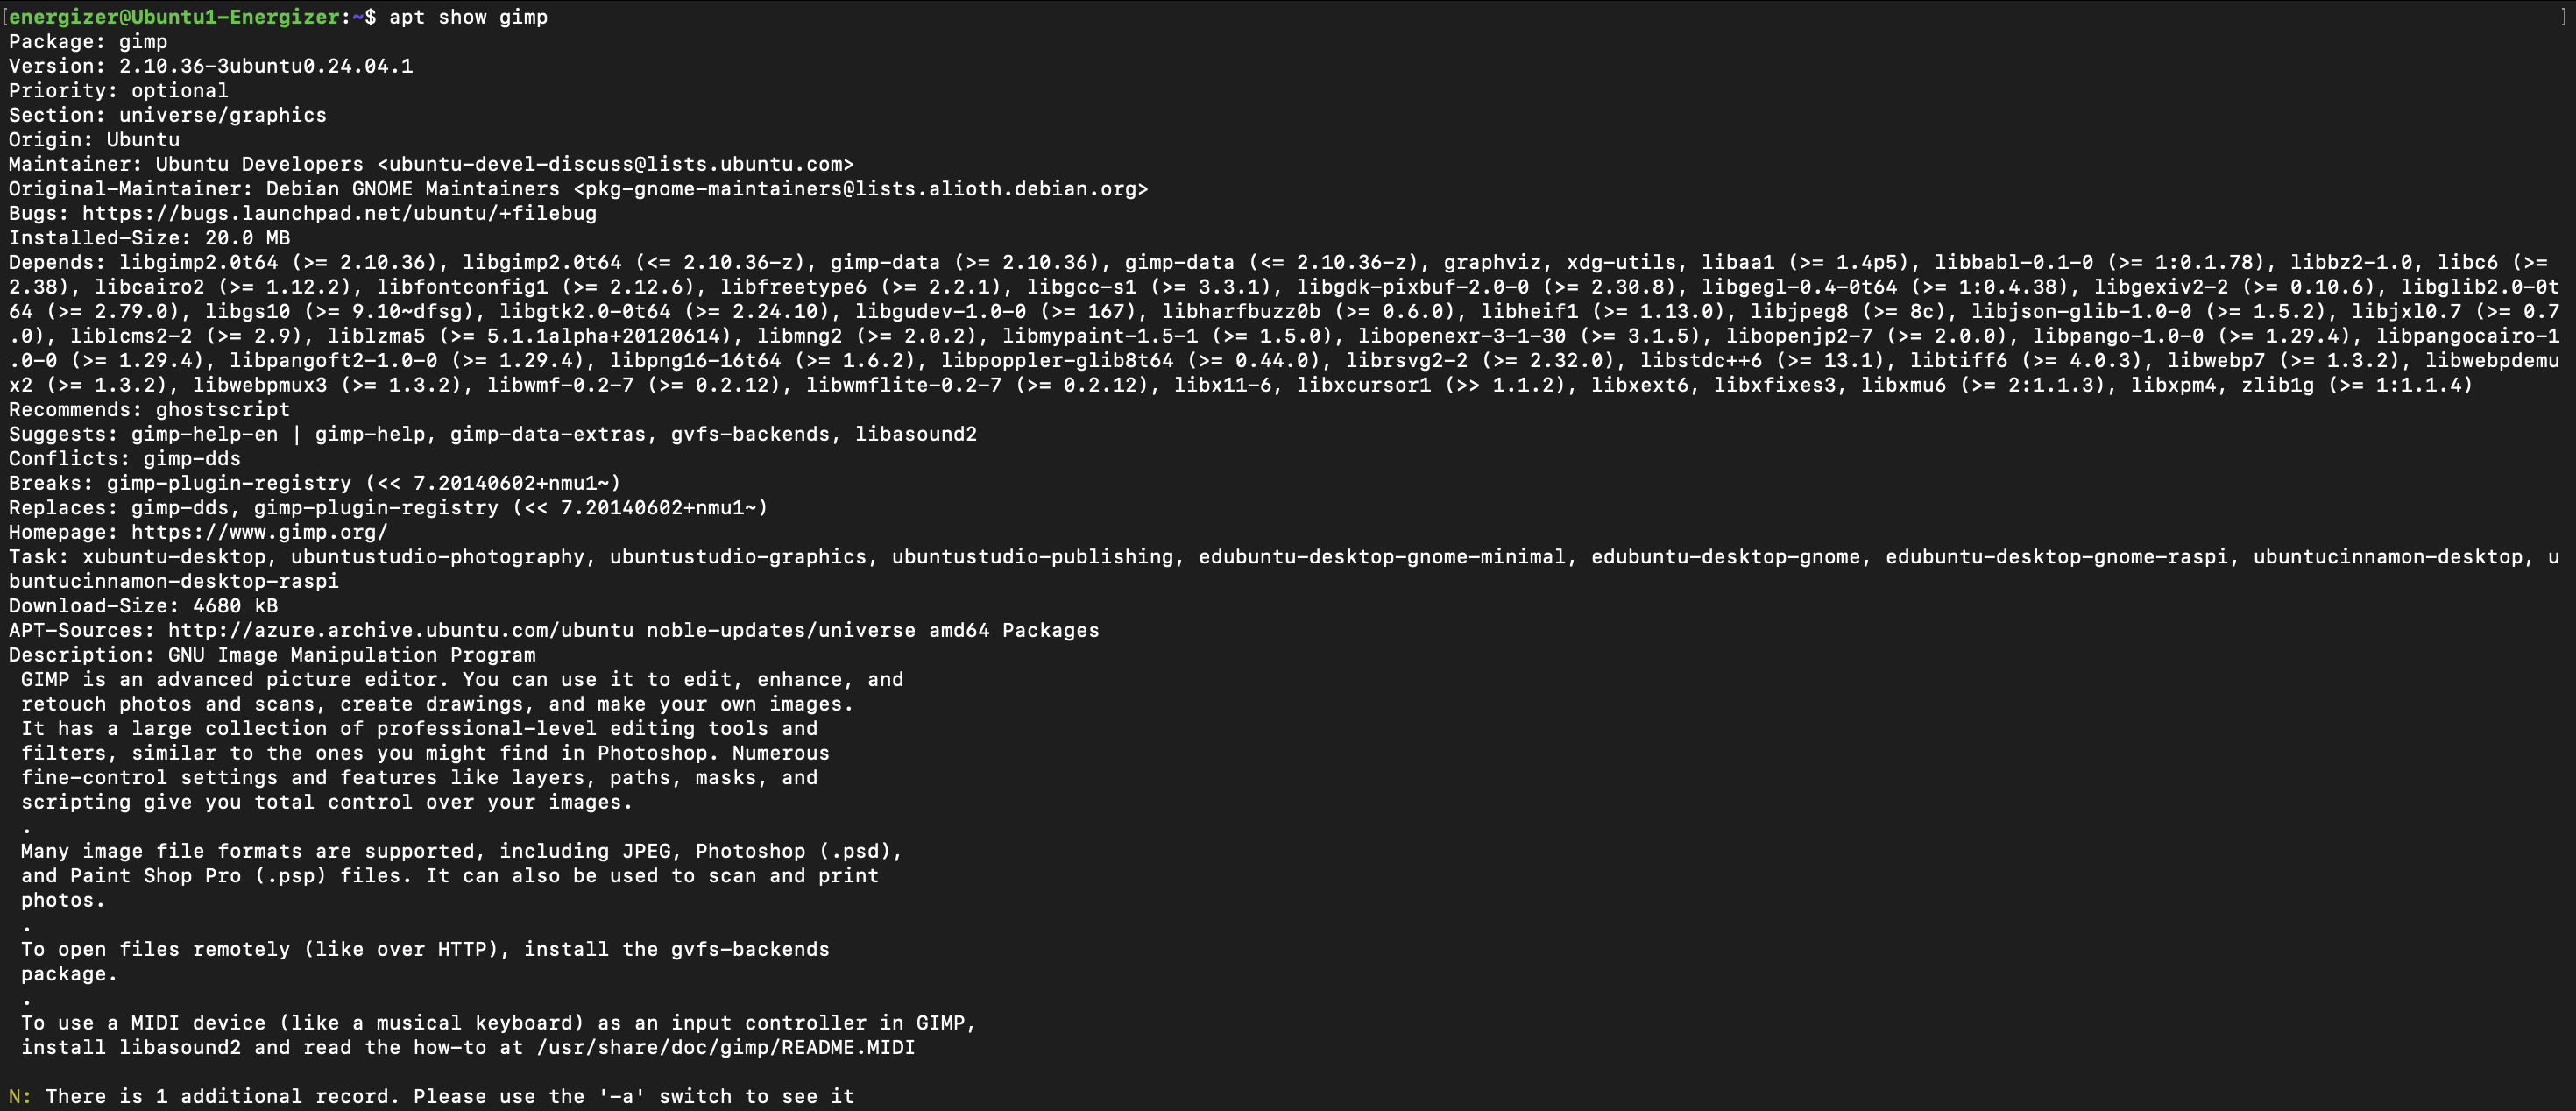 [energizer@Ubuntu1-Energizer:~$ apt show gimp ]
Package: gimp
Version: 2.10.36-3ubuntu0.24.04.1
Priority: optional
Section: universe/graphics
Origin: Ubuntu
Maintainer: Ubuntu Developers <ubuntu-devel-discuss@lists.ubuntu.com>
Original-Maintainer: Debian GNOME Maintainers <pkg-gnome-maintainers@lists.alioth.debian.org>
Bugs: https://bugs.launchpad.net/ubuntu/+filebug
Installed-Size: 20.0 MB
Depends: libgimp2.0t64 (>= 2.10.36), libgimp2.0t64 (<= 2.10.36-z), gimp-data (>= 2.10.36), gimp-data (<= 2.10.36-z), graphviz, xdg-utils, libaa1 (>= 1.4p5), libbabl-0.1-0 (>= 1:0.1.78), libbz2-1.0, libc6 (>=
2.38), libcairo2 (>= 1.12.2), libfontconfig1 (>= 2.12.6), libfreetype6 (>= 2.2.1), libgcc-s1 (>= 3.3.1), libgdk-pixbuf-2.0-0 (>= 2.30.8), libgegl-0.4-0t64 (>= 1:0.4.38), libgexiv2-2 (>= 0.10.6), libglib2.0-0t
64 (>= 2.79.0), libgs10 (>= 9.10~dfsg), libgtk2.0-0t64 (>= 2.24.10), libgudev-1.0-0 (>= 167), libharfbuzz0b (>= 0.6.0), libheif1 (>= 1.13.0), libjpeg8 (>= 8c), libjson-glib-1.0-0 (>= 1.5.2), libjxl0.7 (>= 0.7
.0), liblcms2-2 (>= 2.9), liblzma5 (>= 5.1.1alpha+20120614), libmng2 (>= 2.0.2), libmypaint-1.5-1 (>= 1.5.0), libopenexr-3-1-30 (>= 3.1.5), libopenjp2-7 (>= 2.0.0), libpango-1.0-0 (>= 1.29.4), libpangocairo-1
.0-0 (>= 1.29.4), libpangoft2-1.0-0 (>= 1.29.4), libpng16-16t64 (>= 1.6.2), libpoppler-glib8t64 (>= 0.44.0), librsvg2-2 (>= 2.32.0), libstdc++6 (>= 13.1), libtiff6 (>= 4.0.3), libwebp7 (>= 1.3.2), libwebpdemu
x2 (>= 1.3.2), libwebpmux3 (>= 1.3.2), libwmf-0.2-7 (>= 0.2.12), libwmflite-0.2-7 (>= 0.2.12), libx11-6, libxcursor1 (>> 1.1.2), libxext6, libxfixes3, libxmu6 (>= 2:1.1.3), libxpm4, zlib1g (>= 1:1.1.4)
Recommends: ghostscript
Suggests: gimp-help-en | gimp-help, gimp-data-extras, gvfs-backends, libasound2
Conflicts: gimp-dds
Breaks: gimp-plugin-registry (<< 7.20140602+nmu1~)
Replaces: gimp-dds, gimp-plugin-registry (<< 7.20140602+nmu1~)
Homepage: https://www.gimp.org/
Task: xubuntu-desktop, ubuntustudio-photography, ubuntustudio-graphics, ubuntustudio-publishing, edubuntu-desktop-gnome-minimal, edubuntu-desktop-gnome, edubuntu-desktop-gnome-raspi, ubuntucinnamon-desktop, u
buntucinnamon-desktop-raspi
Download-Size: 4680 kB
APT-Sources: http://azure.archive.ubuntu.com/ubuntu noble-updates/universe amd64 Packages
Description: GNU Image Manipulation Program
 GIMP is an advanced picture editor. You can use it to edit, enhance, and
 retouch photos and scans, create drawings, and make your own images.
 It has a large collection of professional-level editing tools and
 filters, similar to the ones you might find in Photoshop. Numerous
 fine-control settings and features like layers, paths, masks, and
 scripting give you total control over your images.
 .
 Many image file formats are supported, including JPEG, Photoshop (.psd),
 and Paint Shop Pro (.psp) files. It can also be used to scan and print
 photos.
 .
 To open files remotely (like over HTTP), install the gvfs-backends
 package.
 .
 To use a MIDI device (like a musical keyboard) as an input controller in GIMP,
 install libasound2 and read the how-to at /usr/share/doc/gimp/README.MIDI
N: There is 1 additional record. Please use the '-a' switch to see it